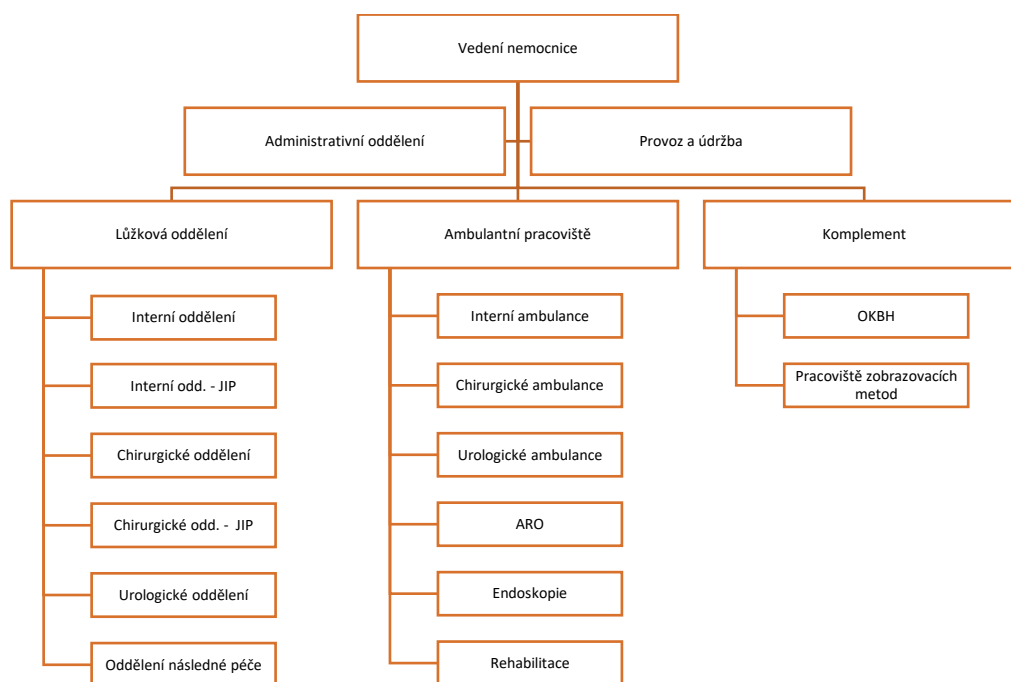 Vedení nemocnice
Administrativní oddělení
Provoz a údržba
Lůžková oddělení
Ambulantní pracoviště
Komplement
Interní oddělení
Interní odd. - JIP
Chirurgické oddělení
Chirurgické odd. - JIP
Urologické oddělení
Oddělení následné péče
Interní ambulance
Chirurgické ambulance
Urologické ambulance
ARO
Endoskopie
Rehabilitace
OKBH
Pracoviště zobrazovacích
metod